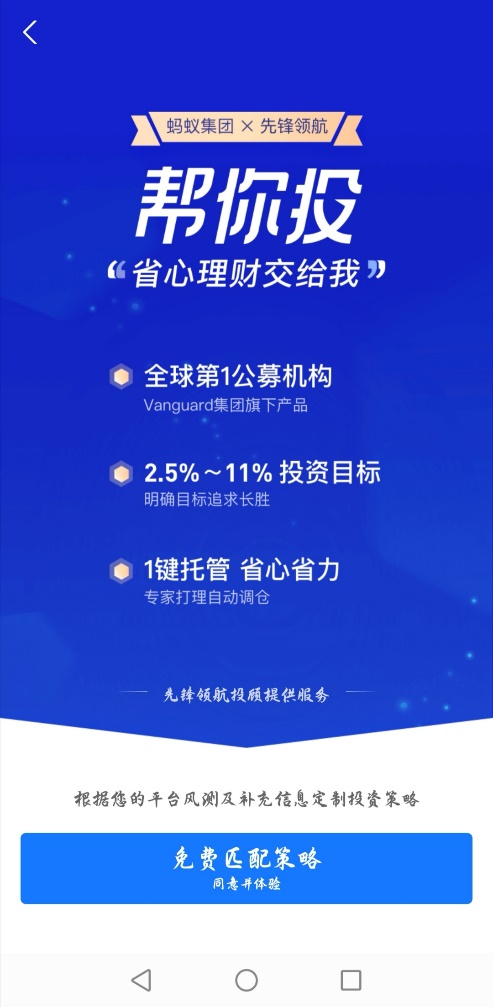 蚂蚁集团 × 先锋领航
帮你投
“省心理财交给我”
全球第1公募机构
Vanguard集团旗下产品
2.5%~11% 投资目标
明确目标追求长胜
1键托管 省心省力
专家打理自动调仓
先锋领航投顾提供服务
根据您的平台风测及补充信息定制投资策略
免费匹配策略
同意并体验